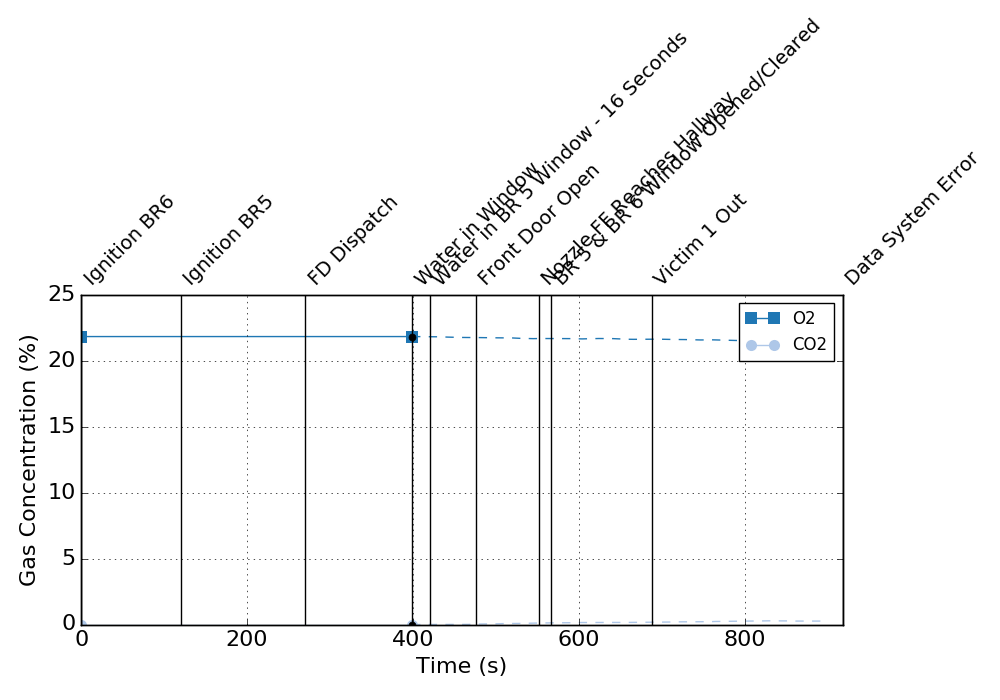 Ignition BR6
Ignition BR5
FD Dispatch
Water in Window
Water in BR 5 Window - 16 Seconds
Front Door Open
Nozzle FF Reaches Hallway
BR 5 & BR 6 Window Opened/Cleared
Victim 1 Out
Data System Error
25
20
15
10
5
0
Gas Concentration (%)
O2
CO2
0
200
400
600
800
Time (s)